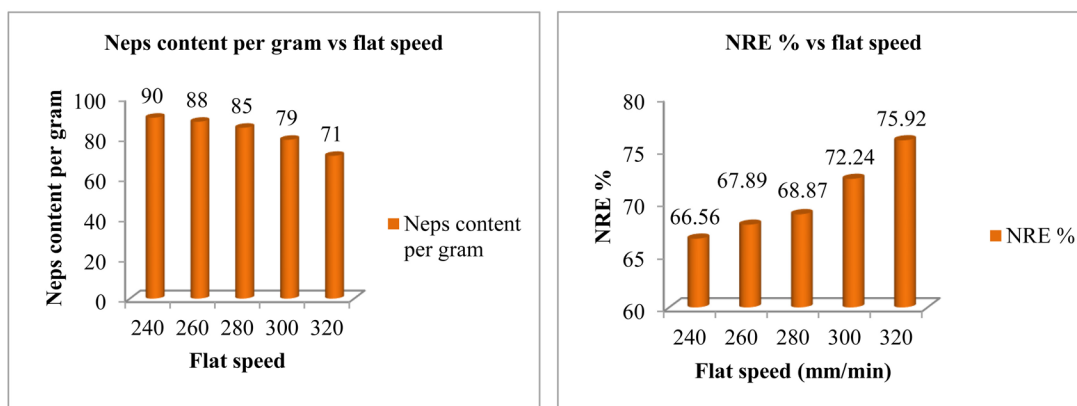 Neps content per gram vs flat speed
Neps content per gram
100
80
60
40
20
0
90
88
85
79
71
240 260 280 300 320
Flat speed
Neps content
per gram
NRE % vs flat speed
NRE %
80
75
70
65
60
66.56
67.89
68.87
72.24
75.92
240 260 280 300 320
Flat speed (mm/min)
NRE %